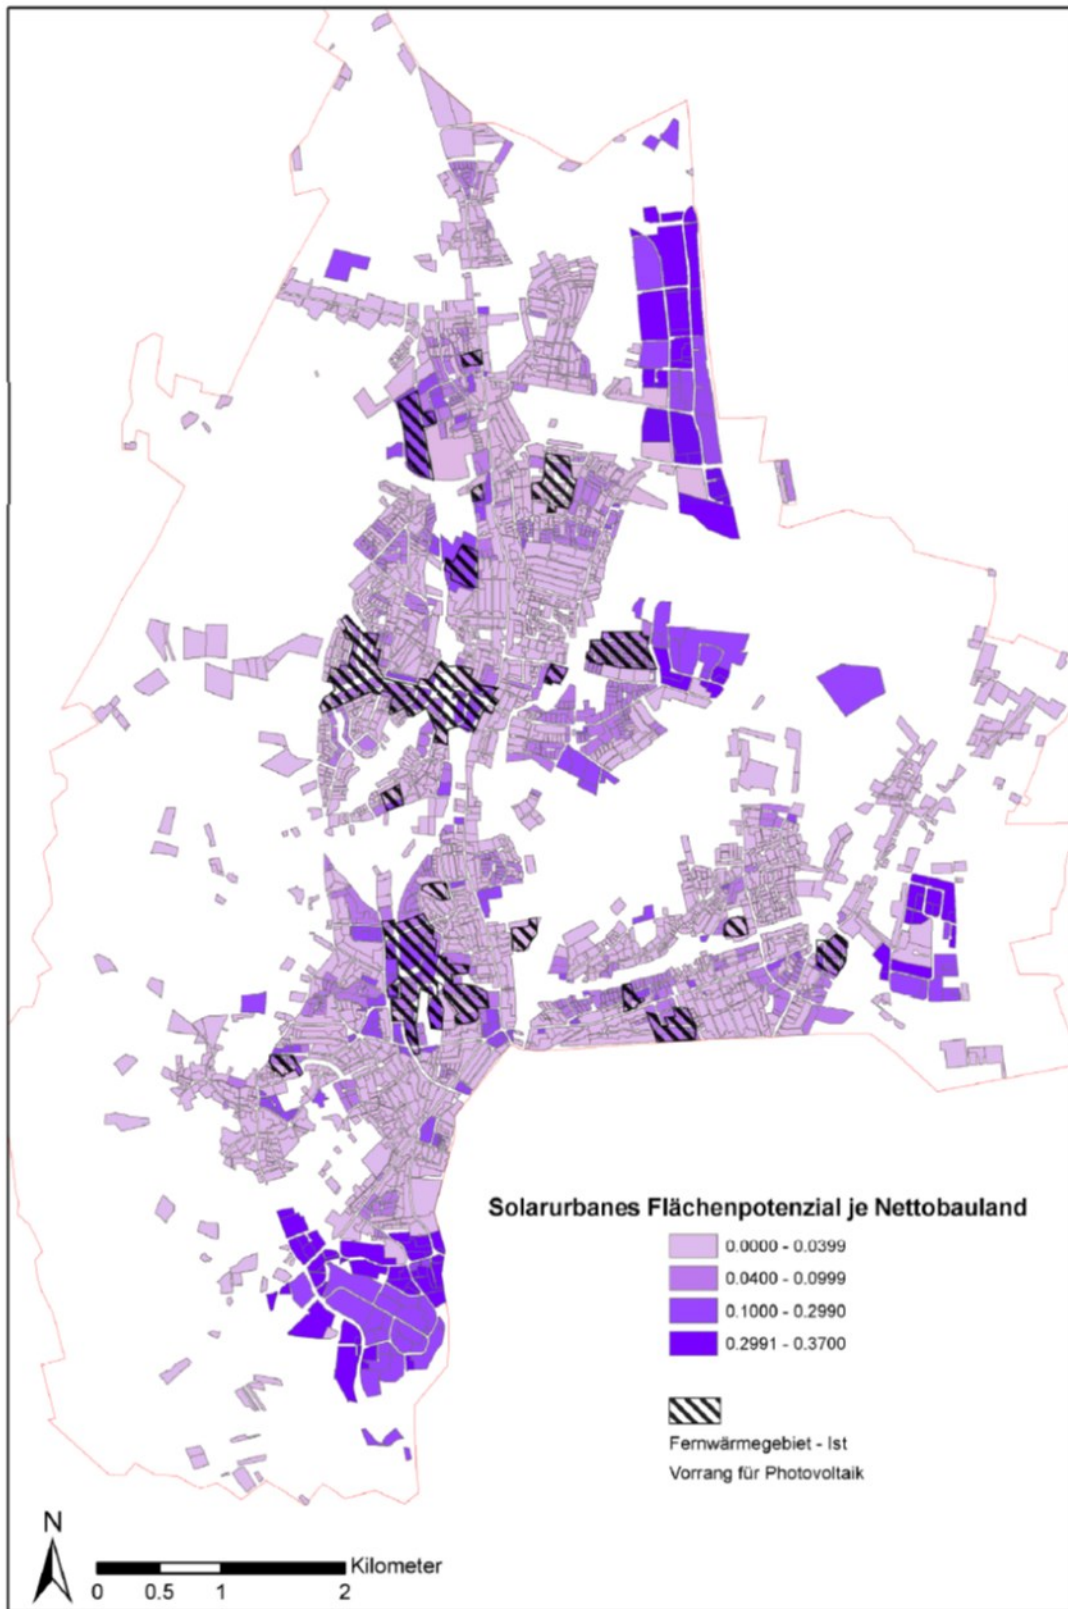 Solarurbanes Flächenpotenzial je Nettobauland
0.0000 - 0.0399
0.0400 - 0.0999
0.1000 - 0.2990
0.2991 - 0.3700
Fernwärmegebiet - Ist
Vorrang für Photovoltaik
N
Kilometer
0 0.5 1 2